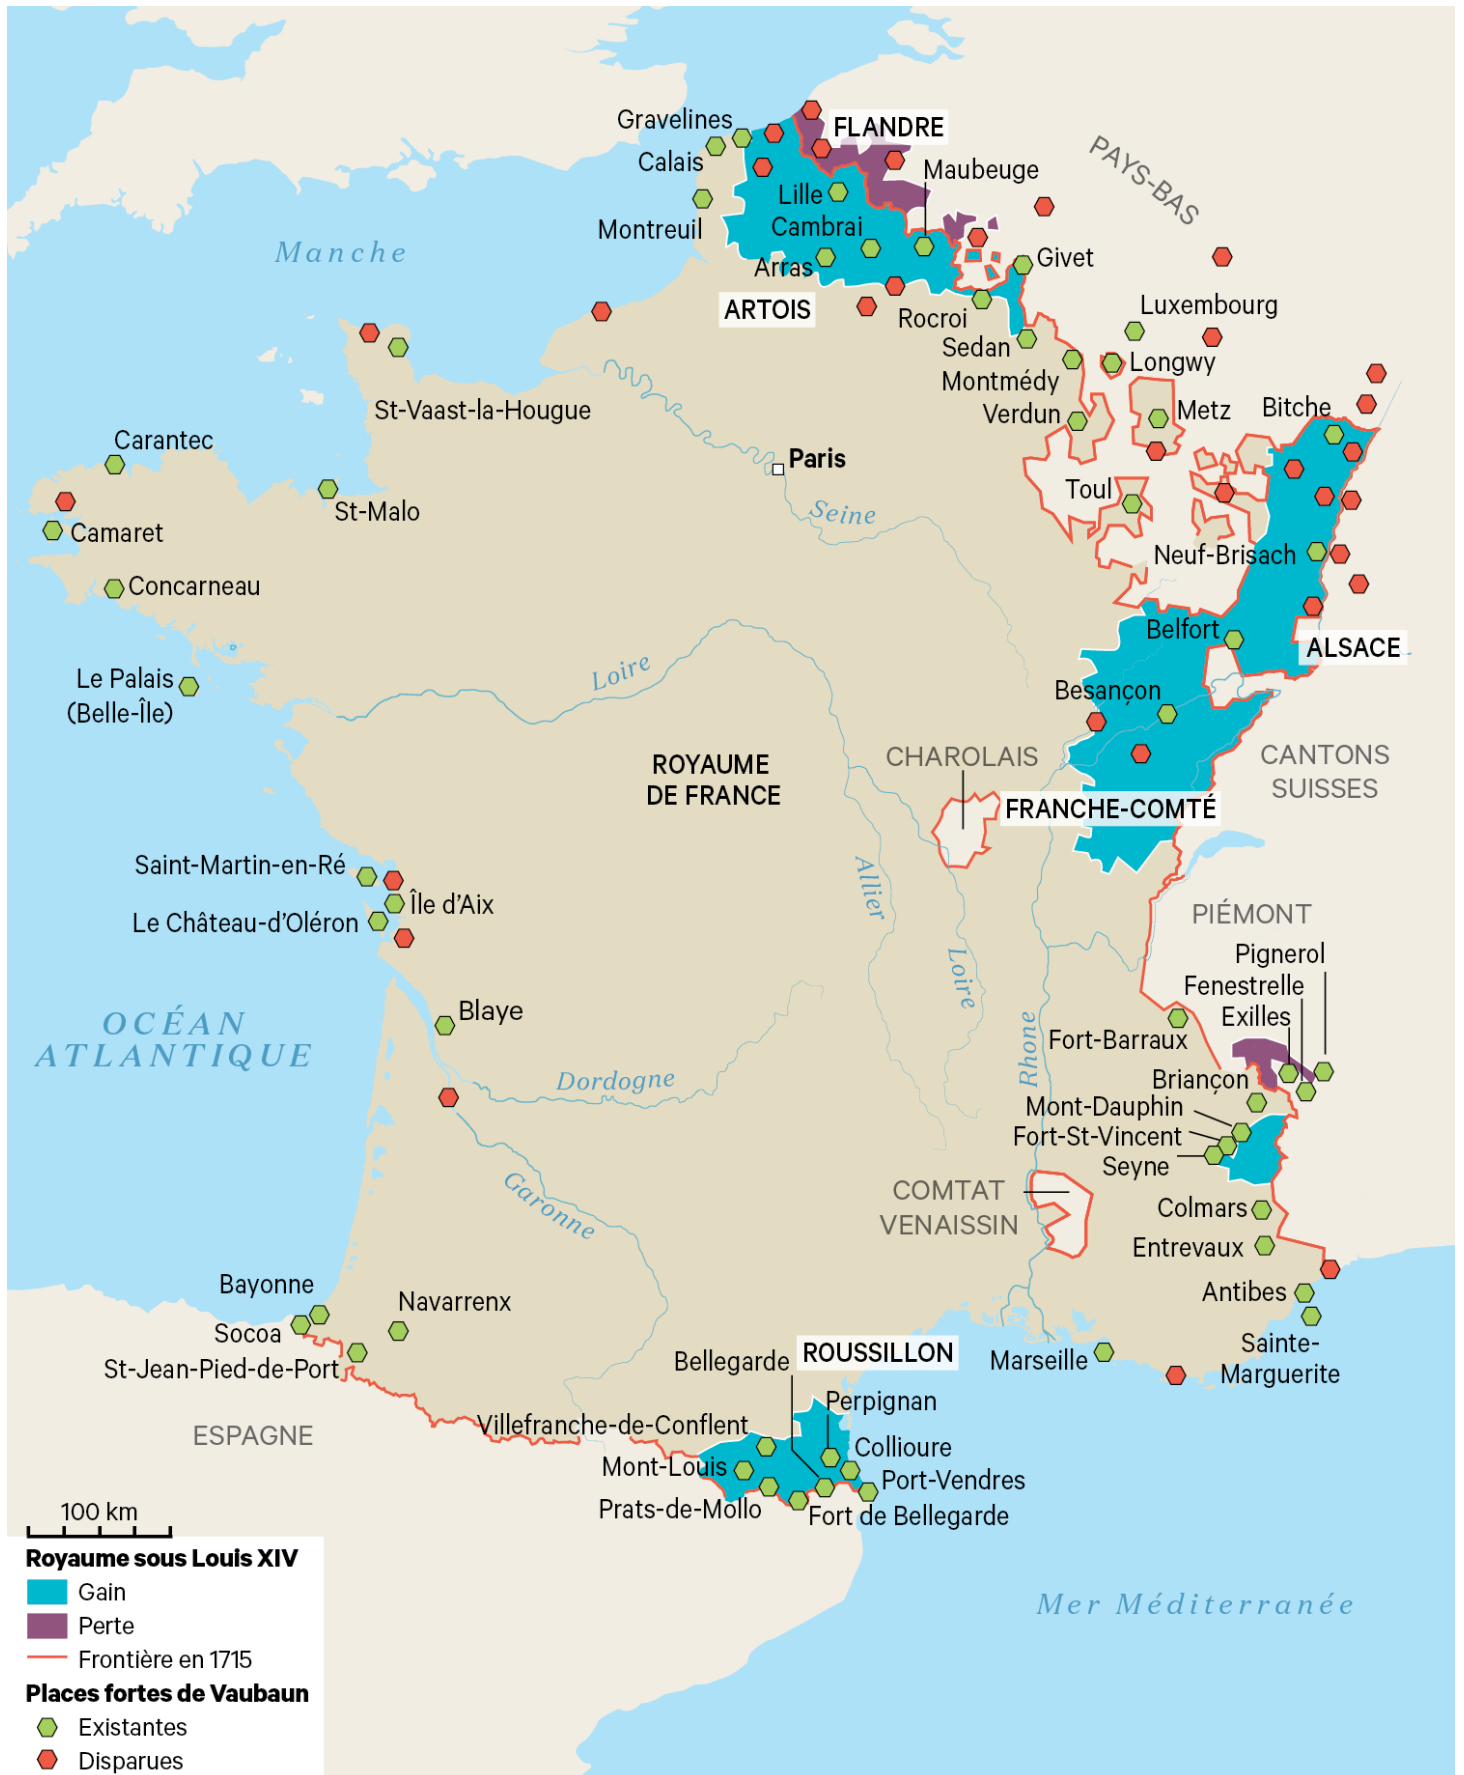 Gravelines
FLANDRE
Calais
Maubeuge
PAYS-BAS
Lille
Montreuil
Cambrai
Manche
Arras
Givet
ARTOIS
Rocroi
Luxembourg
Sedan
Longwy
Montmédy
St-Vaast-la-Hougue
Verdun
Metz
Bitche
Carantec
Paris
Toul
St-Malo
Seine
Camaret
Neuf-Brisach
Concarneau
Belfort
ALSACE
Loire
Le Palais
(Belle-Île)
Besançon
ROYAUME
DE FRANCE
CHAROLAIS
CANTONS
SUISSES
FRANCHE-COMTÉ
Saint-Martin-en-Ré
Allier
Île d'Aix
Le Château-d'Oléron
PIÉMONT
Pignerol
Loire
Fenestrelle
Blaye
Exilles
OCÉAN
ATLANTIQUE
Rhone
Fort-Barraux
Dordogne
Briançon
Mont-Dauphin
Fort-St-Vincent
Seyne
Garonne
COMTAT
VENAISSIN
Colmars
Entrevaux
Bayonne
Navarrenx
Antibes
Socoa
Sainte-
Marguerite
St-Jean-Pied-de-Port
Bellegarde
ROUSSILLON
Marseille
Perpignan
ESPAGNE
Villefranche-de-Conflent
Collioure
Mont-Louis
Port-Vendres
Prats-de-Mollo
Fort de Bellegarde
100 km
Royaume sous Louis XIV
Gain
Perte
Frontière en 1715
Places fortes de Vaubaun
Existantes
Disparues
Mer Méditerranée